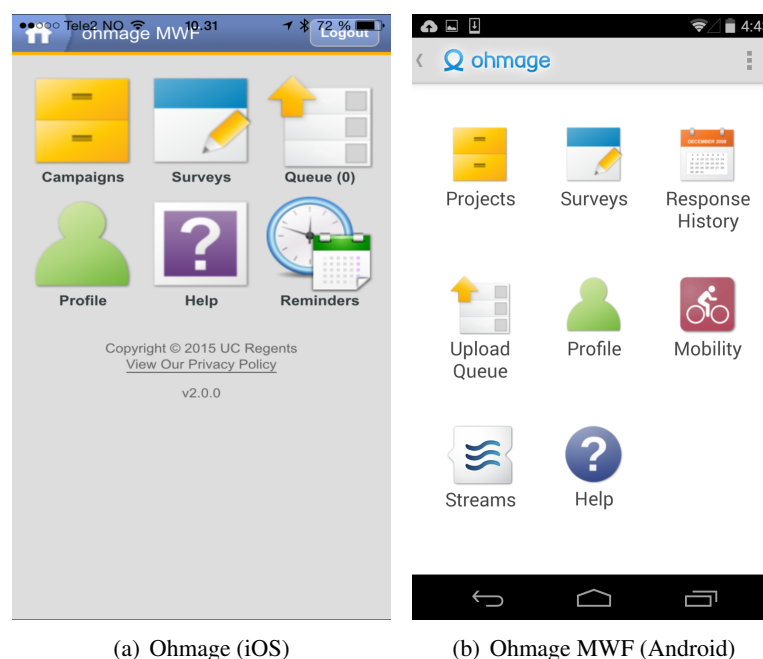 Tele2 NO 10.31 72 %
ohmage MWF Logout
Campaigns Surveys Queue (0)
Profile Help Reminders
Copyright © 2015 UC Regents
View Our Privacy Policy
v2.0.0
(a) Ohmage (iOS)
ohmage
DECEMBER 2008
Projects Surveys Response
History
Upload Profile Mobility
Queue
Streams Help
(b) Ohmage MWF (Android)